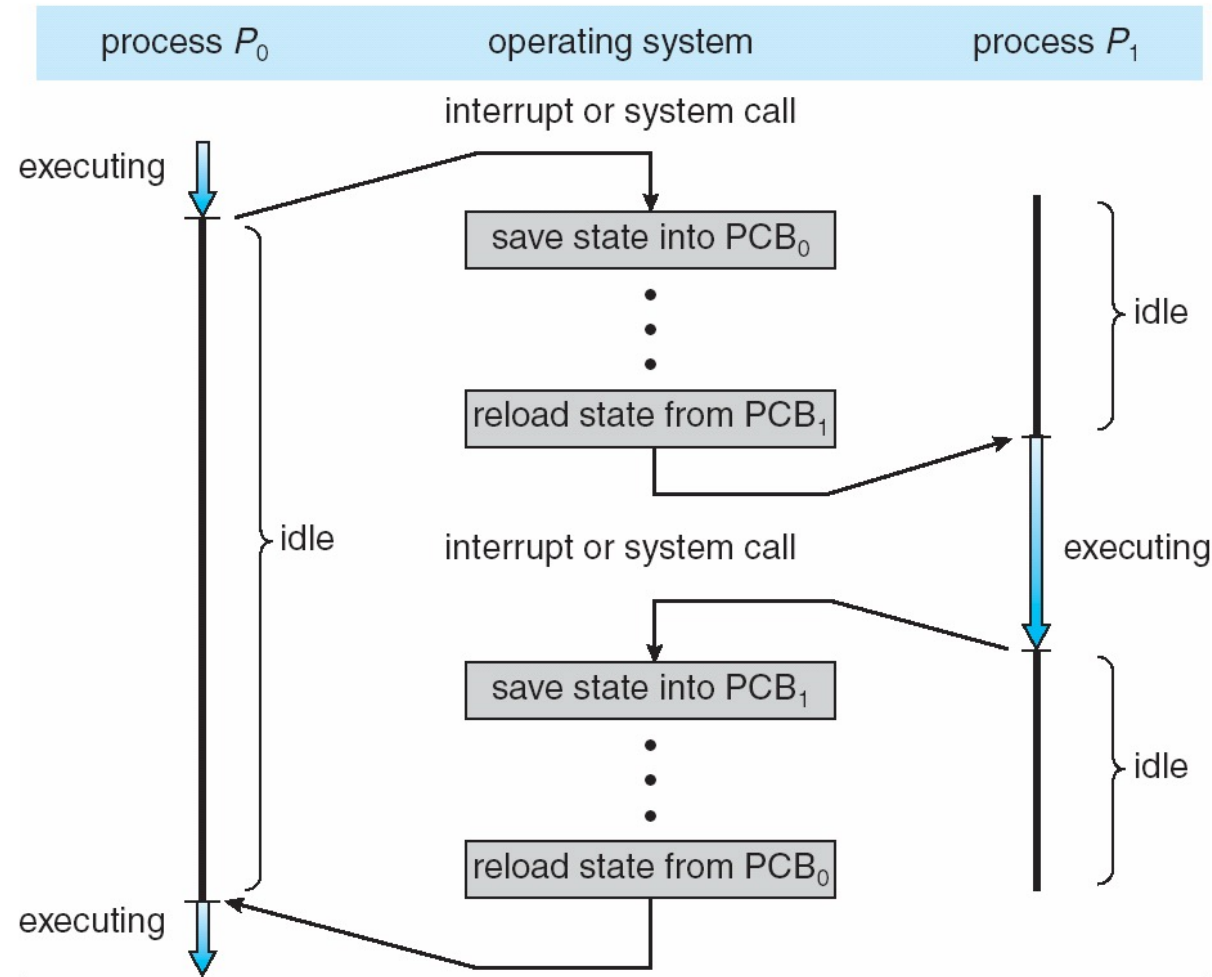 process P₀ operating system process P₁
interrupt or system call
executing
save state into PCB₀
idle
reload state from PCB₁
idle
interrupt or system call
executing
save state into PCB₁
idle
reload state from PCB₀
executing